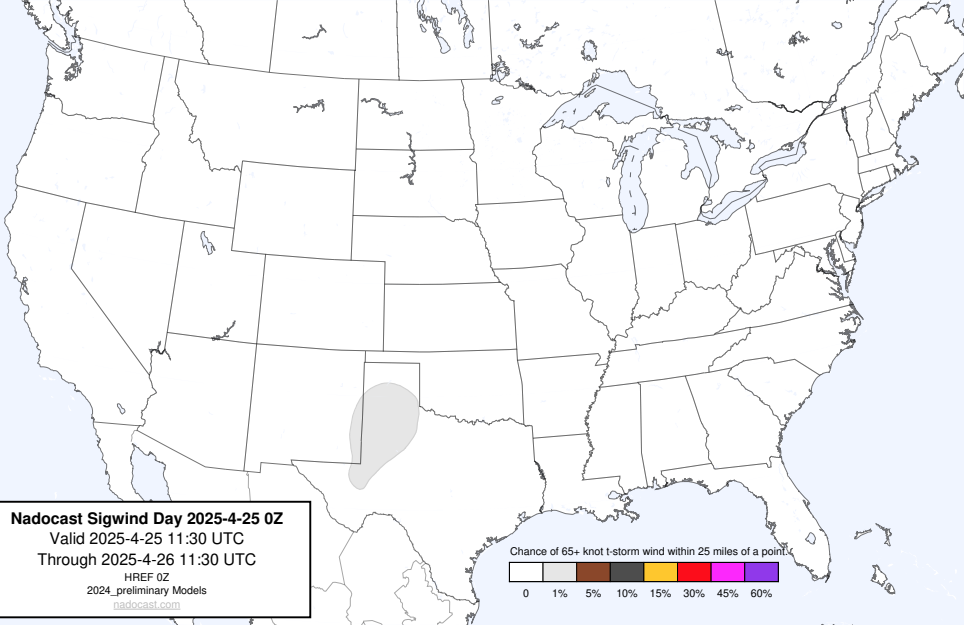 Nadocast Sigwind Day 2025-4-25 0Z
Valid 2025-4-25 11:30 UTC
Through 2025-4-26 11:30 UTC
HREF 0Z
2024_preliminary Models
nadocast.com
Chance of 65+ knot t-storm wind within 25 miles of a point.
0 1% 5% 10% 15% 30% 45% 60%